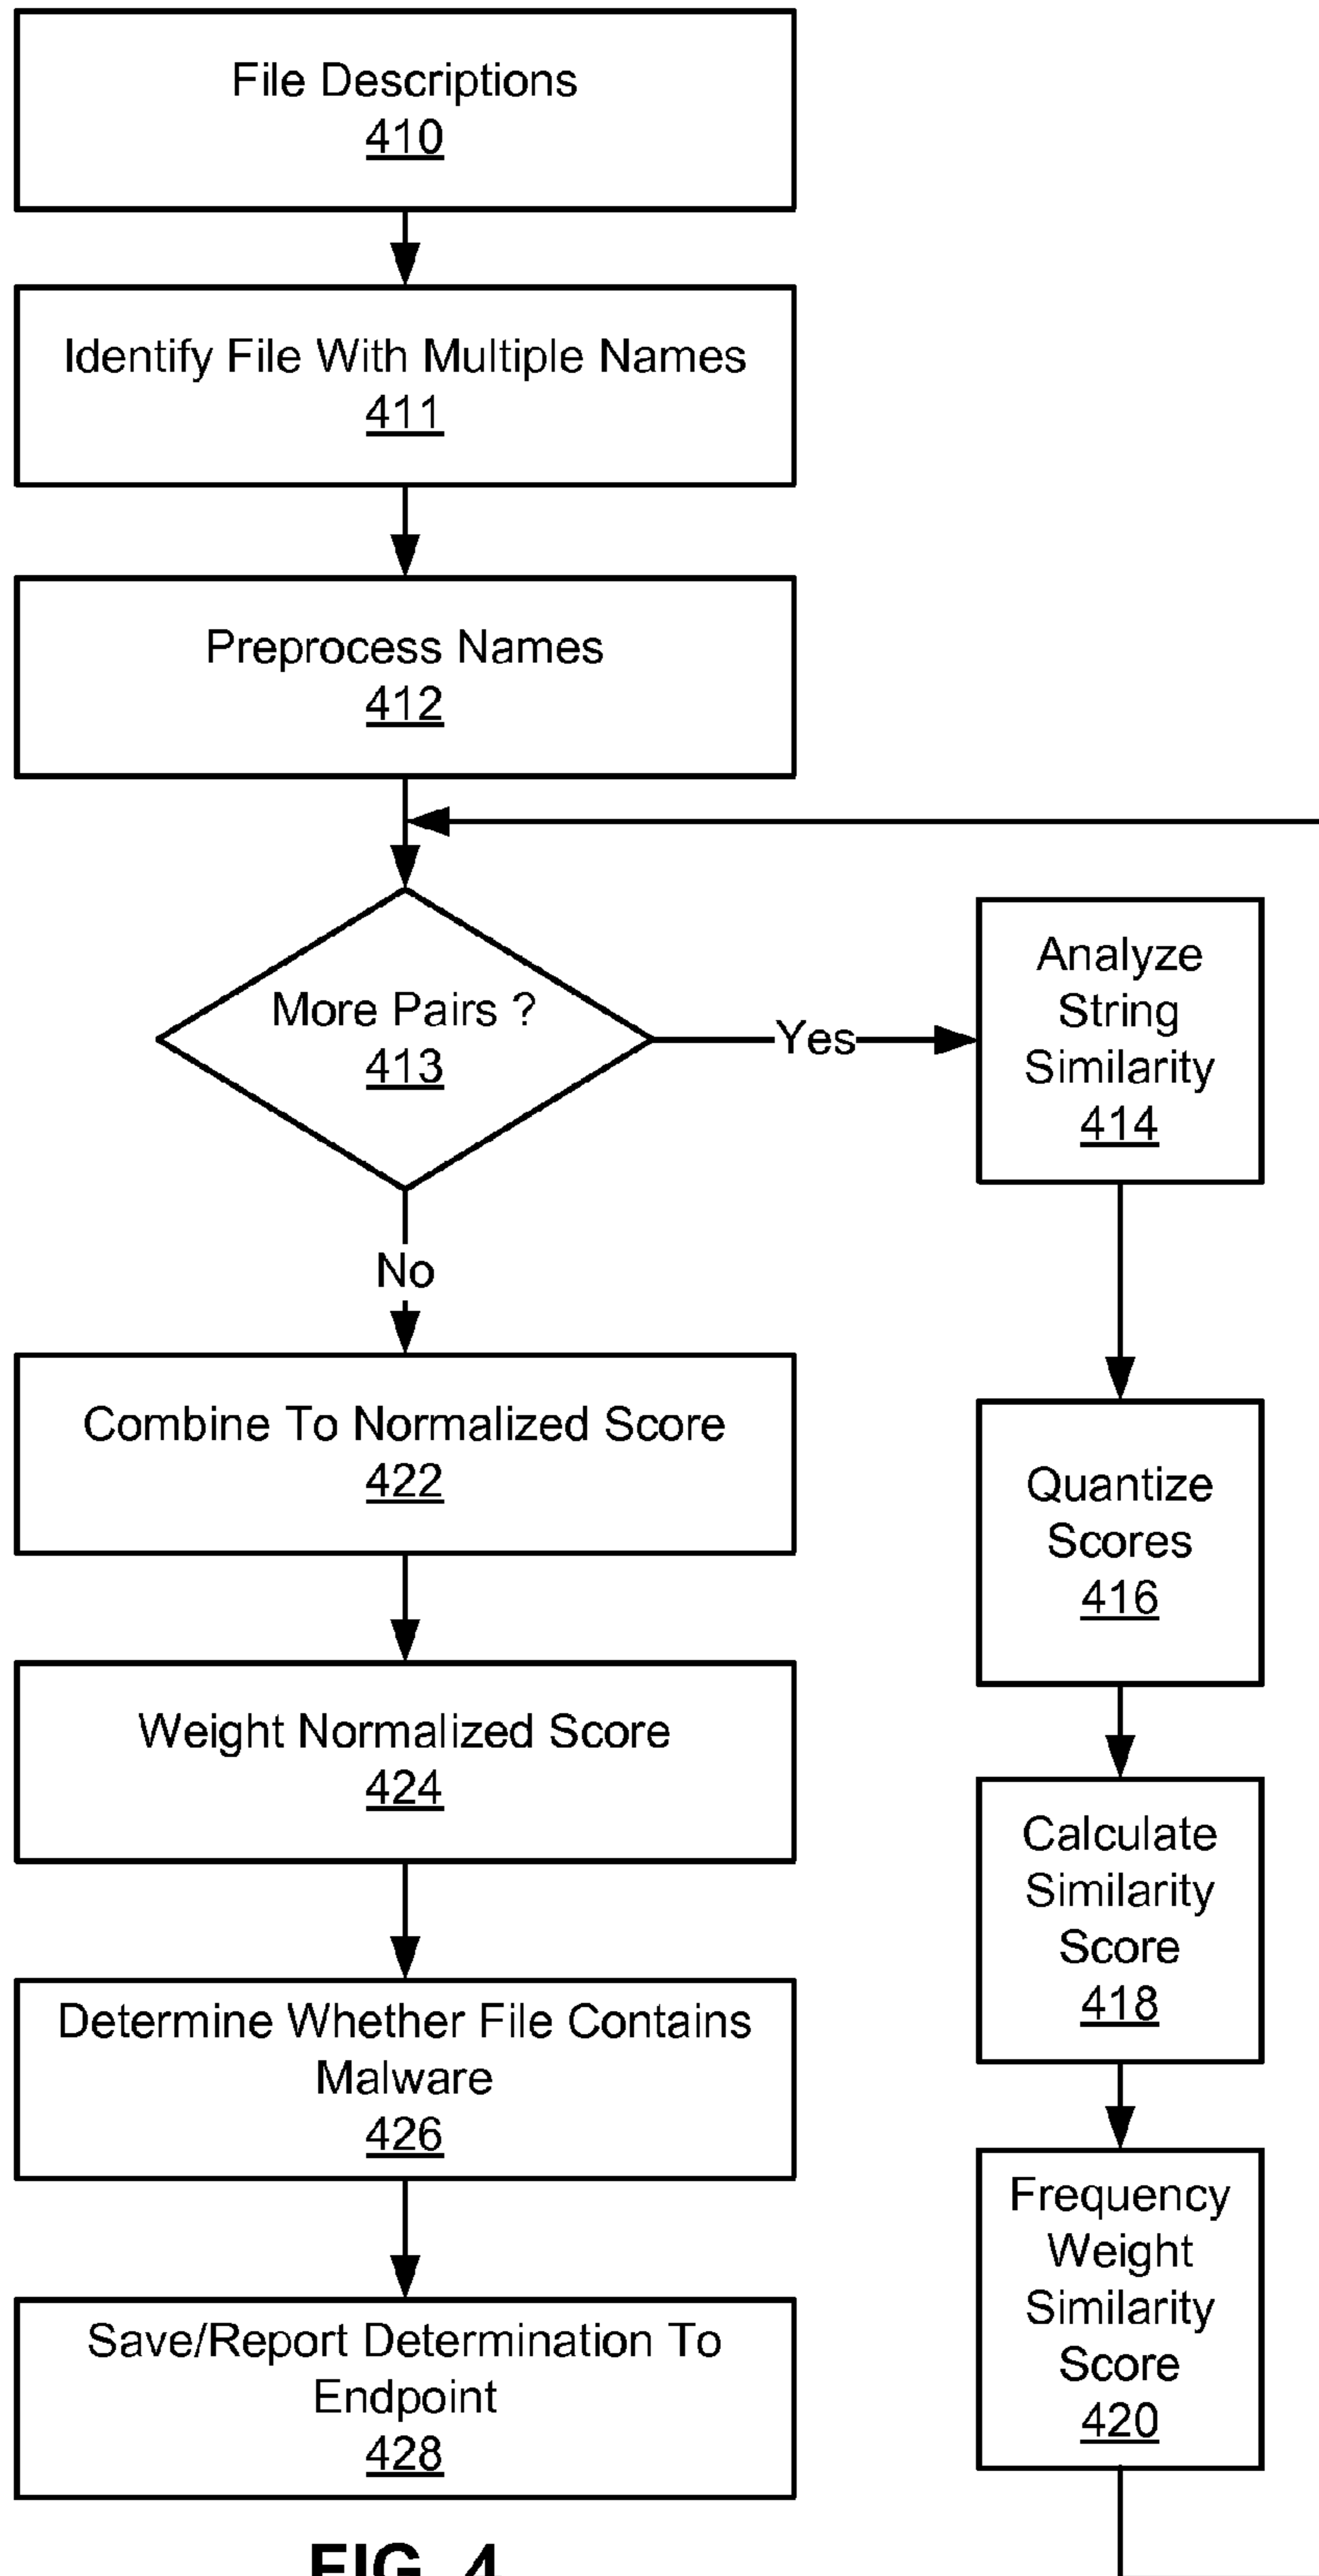 File Descriptions
410
Identify File With Multiple Names
411
Preprocess Names
412
More Pairs ?
413
Yes
Analyze
String
Similarity
414
No
Quantize
Scores
416
Combine To Normalized Score
422
Weight Normalized Score
424
Calculate
Similarity
Score
418
Determine Whether File Contains
Malware
426
Frequency
Weight
Similarity
Score
420
Save/Report Determination To
Endpoint
428
FIG. 4